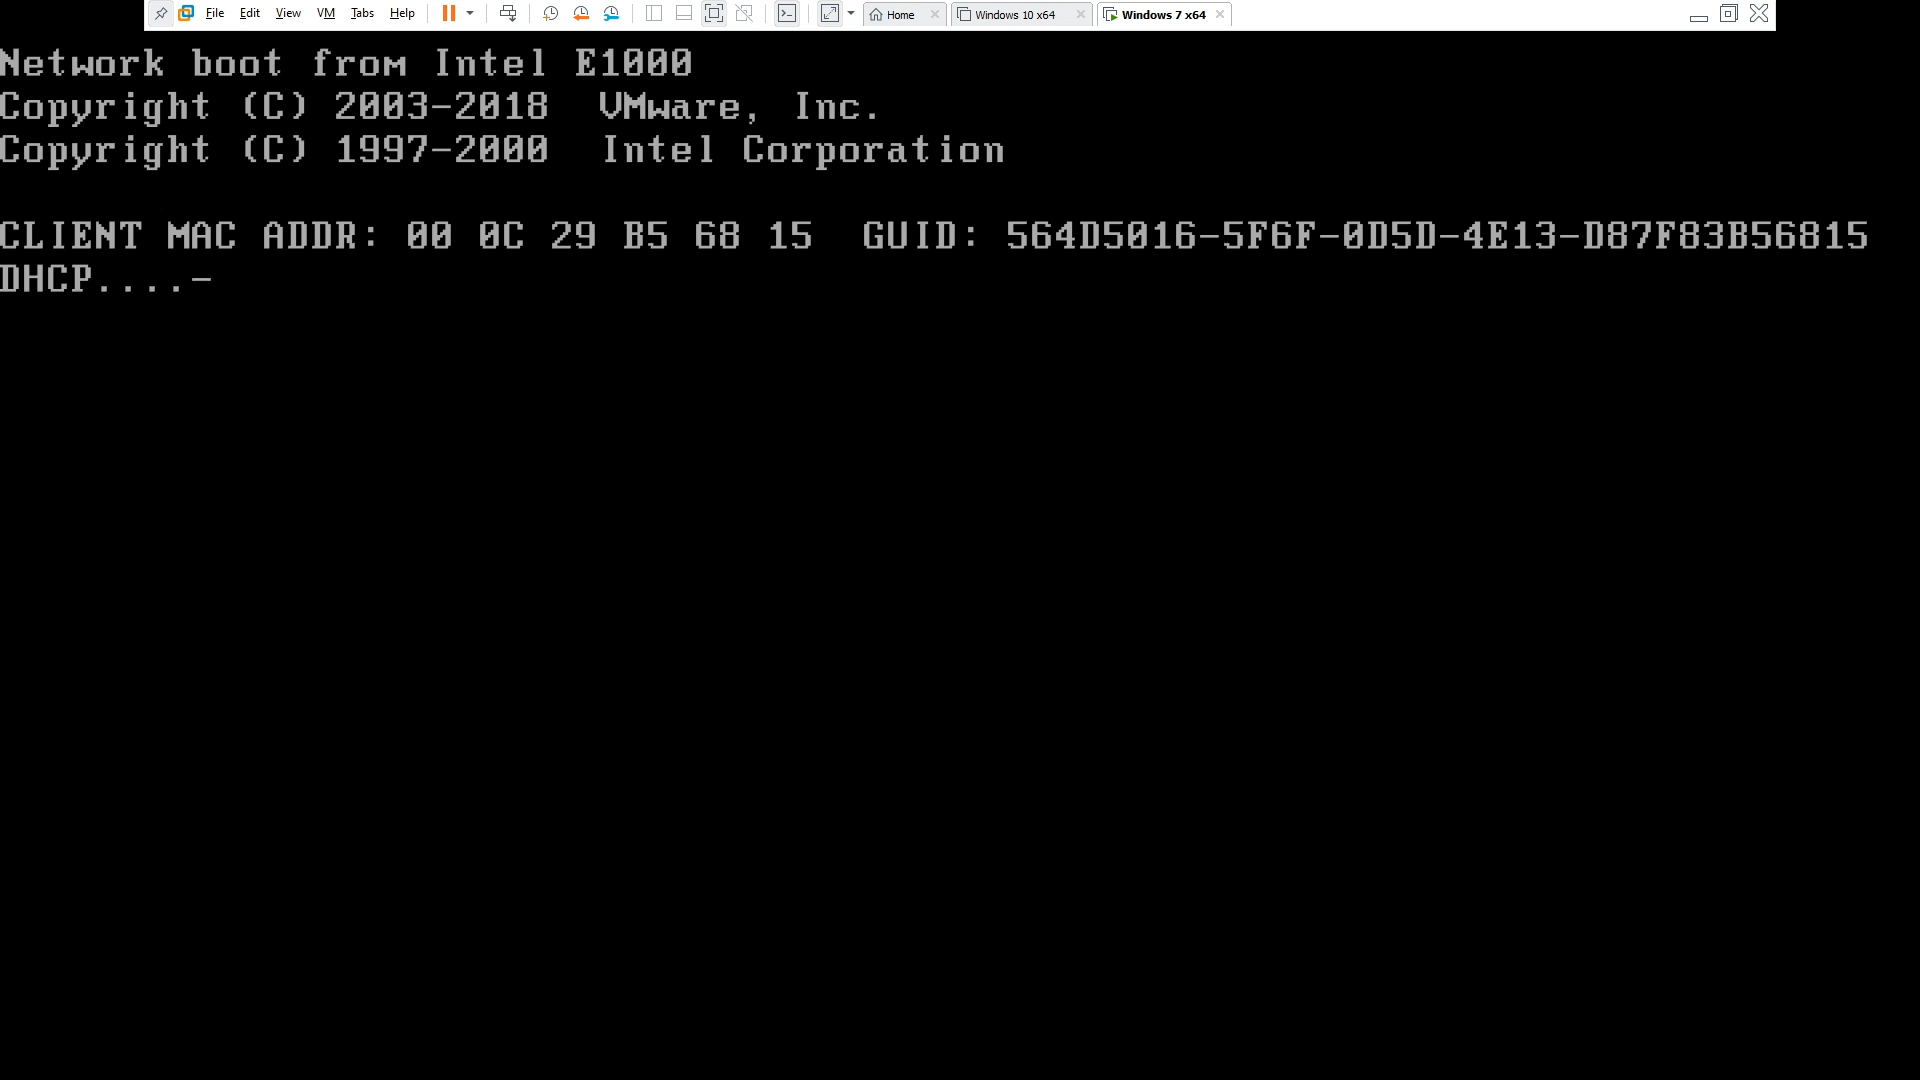 File Edit View VM Tabs Help Home Windows 10 x64 Windows 7 x64
Network boot from Intel E1000
Copyright (C) 2003-2018  VMware, Inc.
Copyright (C) 1997-2000  Intel Corporation
CLIENT MAC ADDR: 00 0C 29 B5 68 15  GUID: 564D5016-5F6F-0D5D-4E13-D87F83B56815
DHCP....-